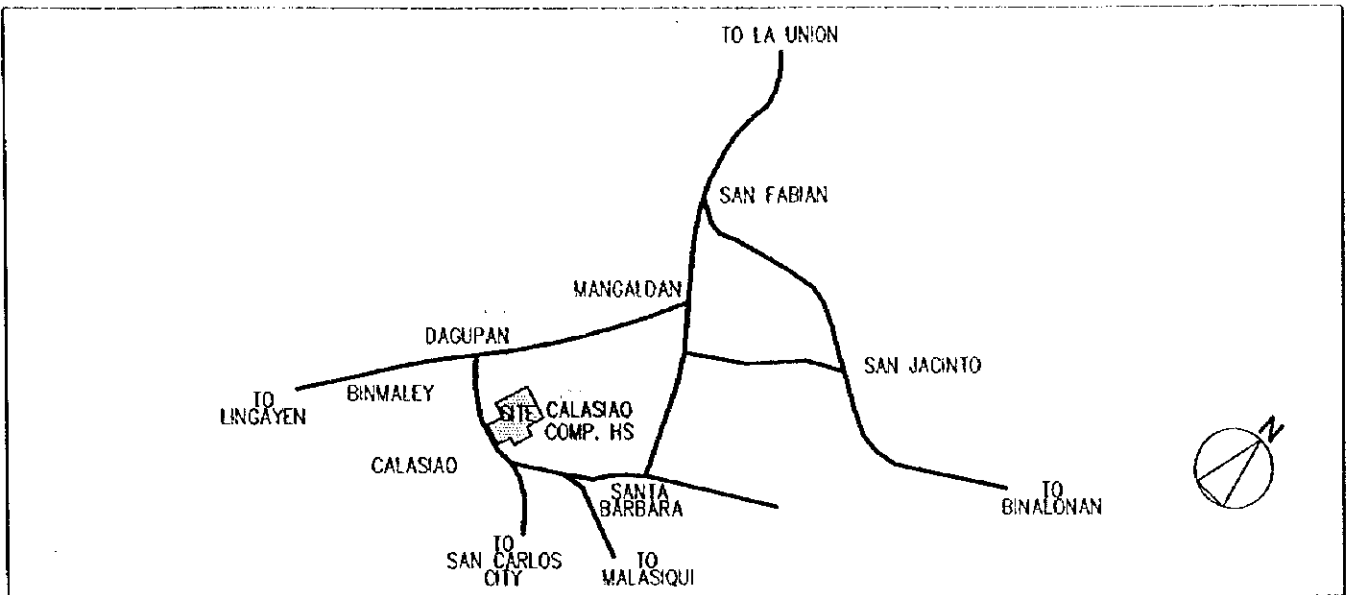 TO LA UNION
SAN FABIAN
MANGALDAN
DAGUPAN
SAN JACINTO
TO
LINGAYEN
BINMALEY
SITE
CALASIAO
COMP. HS
CALASIAO
N
SANTA
BARBARA
TO
BINALONAN
TO
SAN CARLOS
CITY
TO
MALASIQUI